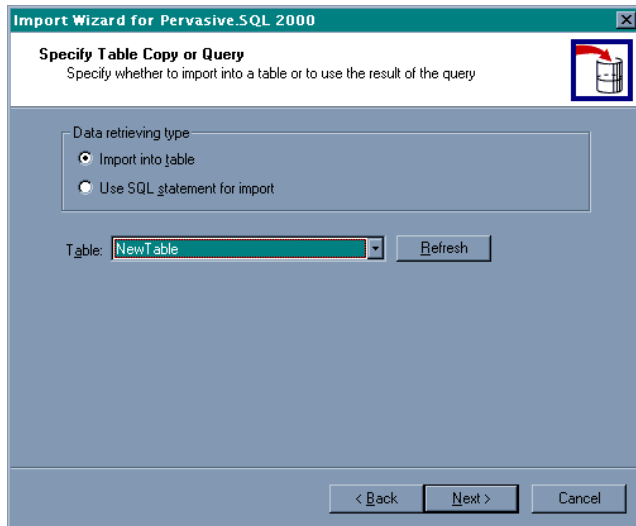 Import Wizard for Pervasive.SQL 2000
Specify Table Copy or Query
Specify whether to import into a table or to use the result of the query
Data retrieving type
Import into table
Use SQL statement for import
Table: NewTable Refresh
< Back Next > Cancel